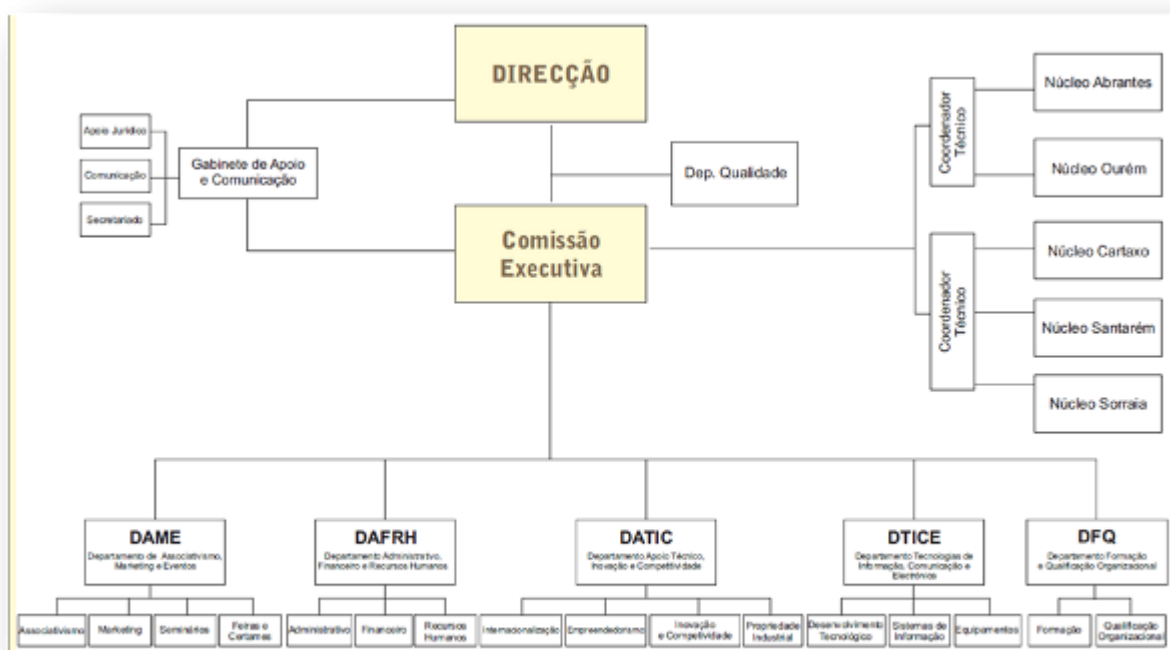 DIRECÇÃO
Apoio Jurídico
Comunicação
Secretariado
Gabinete de Apoio
e Comunicação
Dep. Qualidade
Comissão
Executiva
Coordenador
Técnico
Núcleo Abrantes
Núcleo Ourém
Coordenador
Técnico
Núcleo Cartaxo
Núcleo Santarém
Núcleo Sorraia
DAME
Departamento de Associativismo,
Marketing e Eventos
Associativismo
Marketing
Seminários
Feiras e
Certames
DAFRH
Departamento Administrativo,
Financeiro e Recursos Humanos
Administrativo
Financeiro
Recursos
Humanos
DATIC
Departamento Apoio Técnico,
Inovação e Competitividade
Internacionalização
Empreendedorismo
Inovação
e Competividade
Propriedade
Industrial
DTICE
Departamento Tecnologias de
Informação, Comunicação e
Electrónica
Desenvolvimento
Tecnológico
Sistemas de
Informação
Equipamentos
DFQ
Departamento Formação
e Qualificação Organizacional
Formação
Qualificação
Organizacional